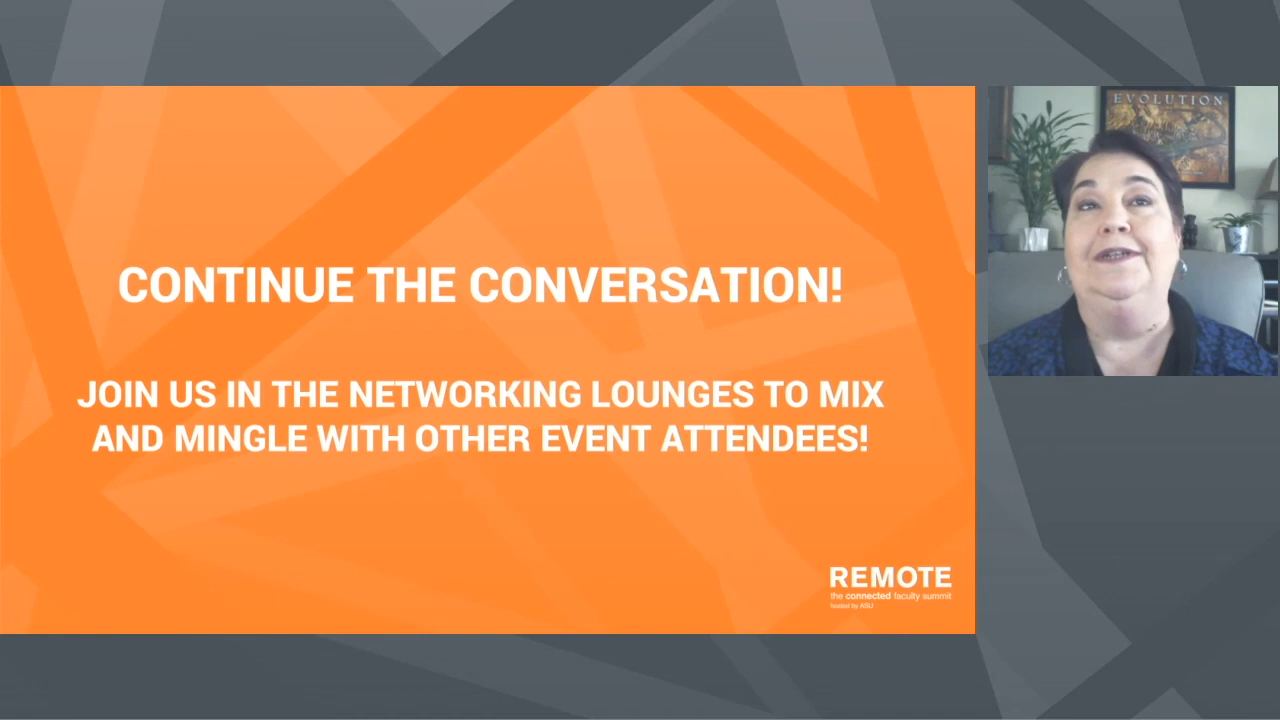 CONTINUE THE CONVERSATION!
JOIN US IN THE NETWORKING LOUNGES TO MIX
AND MINGLE WITH OTHER EVENT ATTENDEES!
REMOTE
the connected faculty summit
hosted by ASU
EVOLUTION